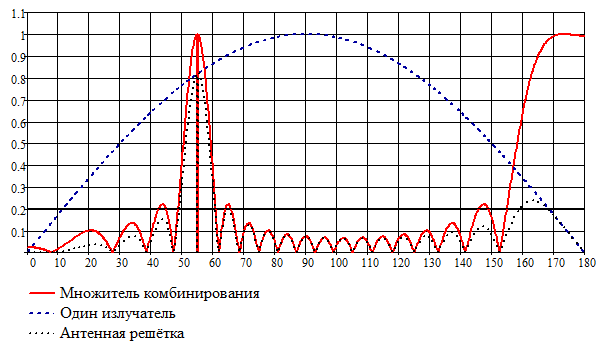 1.1
1
0.9
0.8
0.7
0.6
0.5
0.4
0.3
0.2
0.1
0 10 20 30 40 50 60 70 80 90 100 110 120 130 140 150 160 170 180
Множитель комбинирования
Один излучатель
Антенная решётка